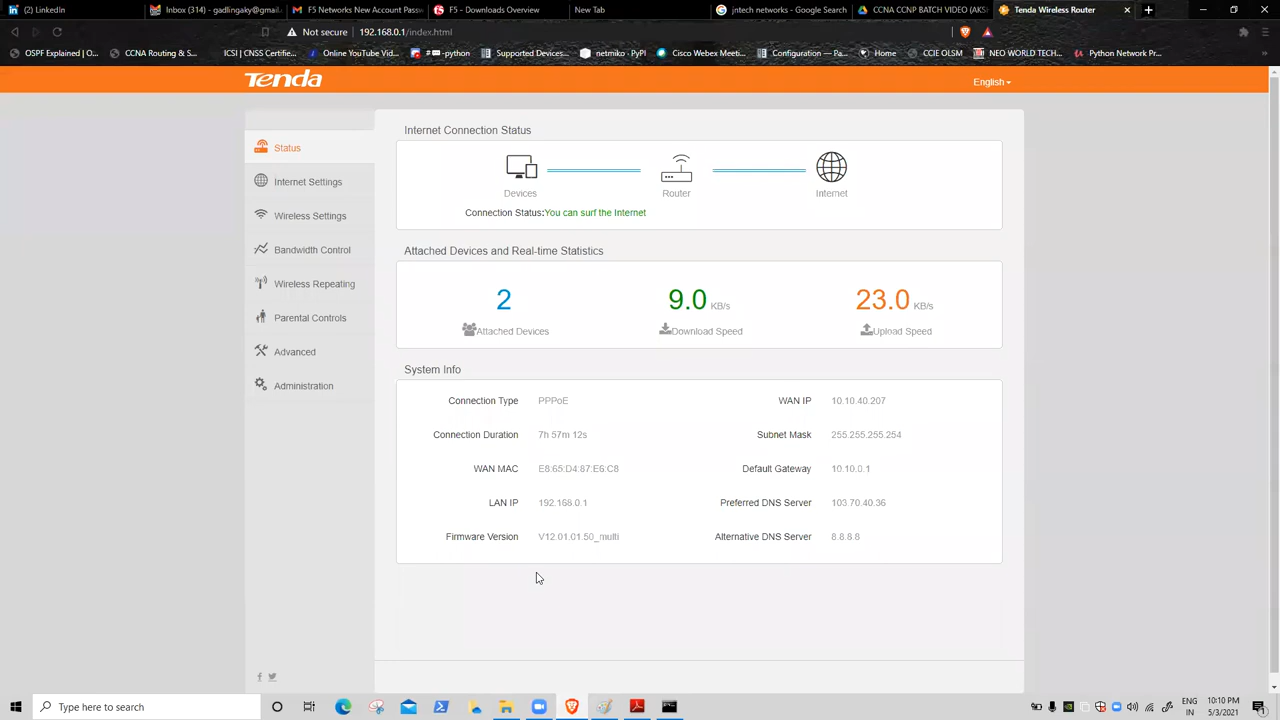 (2) LinkedIn
Inbox (314) - gadlingaky@gmail.
F5 Networks New Account Passw
F5 - Downloads Overview
New Tab
jntech networks - Google Search
CCNA CCNP BATCH VIDEO (AKS
Tenda Wireless Router
Not secure 192.168.0.1/index.html
OSPF Explained | O...
CCNA Routing & S...
ICSI | CNSS Certifi...
Online YouTube Vid...
#==-python
Supported Devices...
netmiko · PyPI
Cisco Webex Meeti...
Configuration — Pa...
Home
CCIE OLSM
NEO WORLD TECH...
Python Network Pr...
Tenda
English
Status
Internet Settings
Wireless Settings
Bandwidth Control
Wireless Repeating
Parental Controls
Advanced
Administration
Internet Connection Status
Devices
Router
Internet
Connection Status:You can surf the Internet
Attached Devices and Real-time Statistics
2 9.0 KB/s 23.0 KB/s
Attached Devices Download Speed Upload Speed
System Info
Connection Type PPPoE WAN IP 10.10.40.207
Connection Duration 7h 57m 12s Subnet Mask 255.255.255.254
WAN MAC E8:65:D4:87:E6:C8 Default Gateway 10.10.0.1
LAN IP 192.168.0.1 Preferred DNS Server 103.70.40.36
Firmware Version V12.01.01.50_multi Alternative DNS Server 8.8.8.8
Type here to search
ENG
IN
10:10 PM
5/3/2021